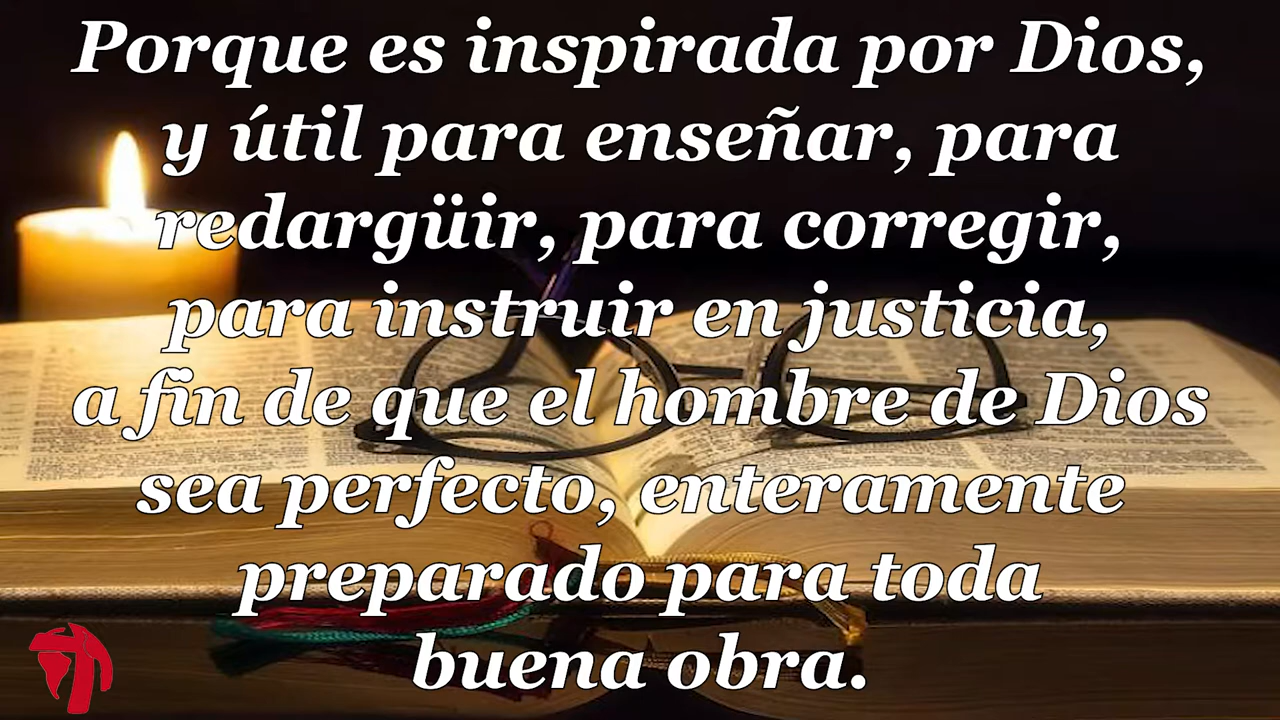 Porque es inspirada por Dios,
y útil para enseñar, para
redargüir, para corregir,
para instruir en justicia,
a fin de que el hombre de Dios
sea perfecto, enteramente
preparado para toda
buena obra.